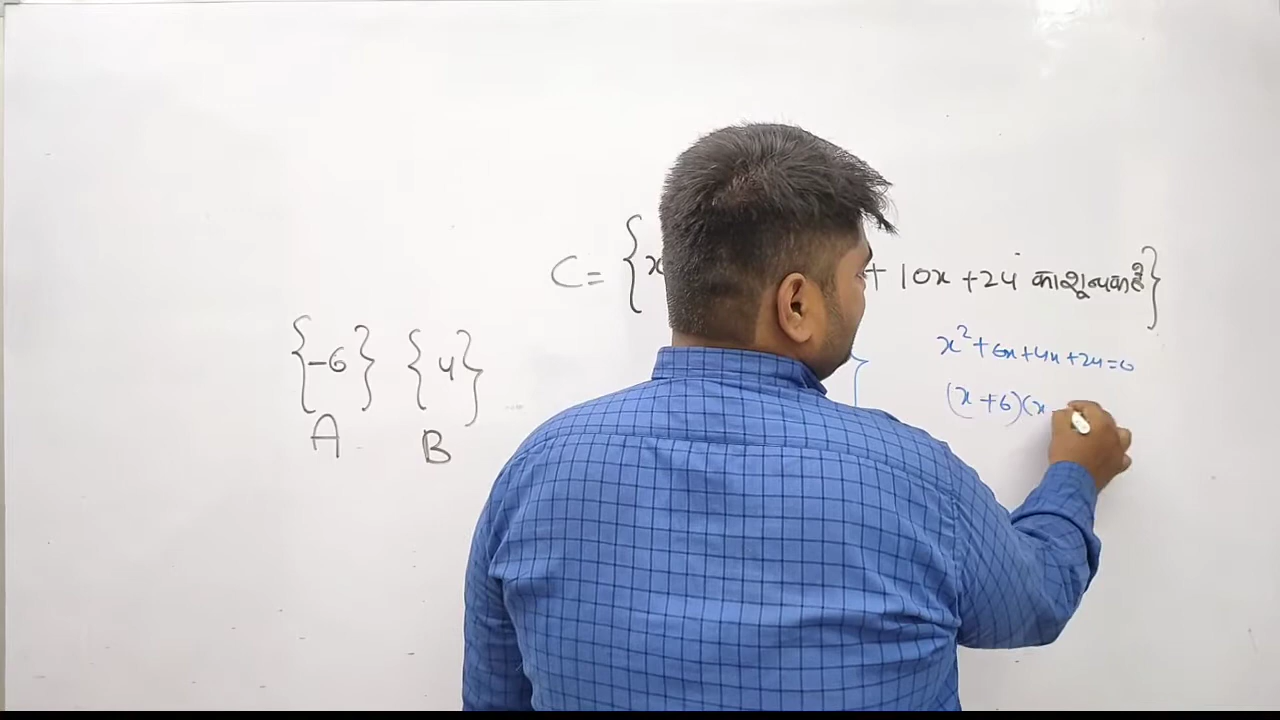 C = {x + 10x + 24 का शून्यक है}
{-6} {4}
A B
x² + 6x + 4x + 24 = 0
(x + 6)(x
}